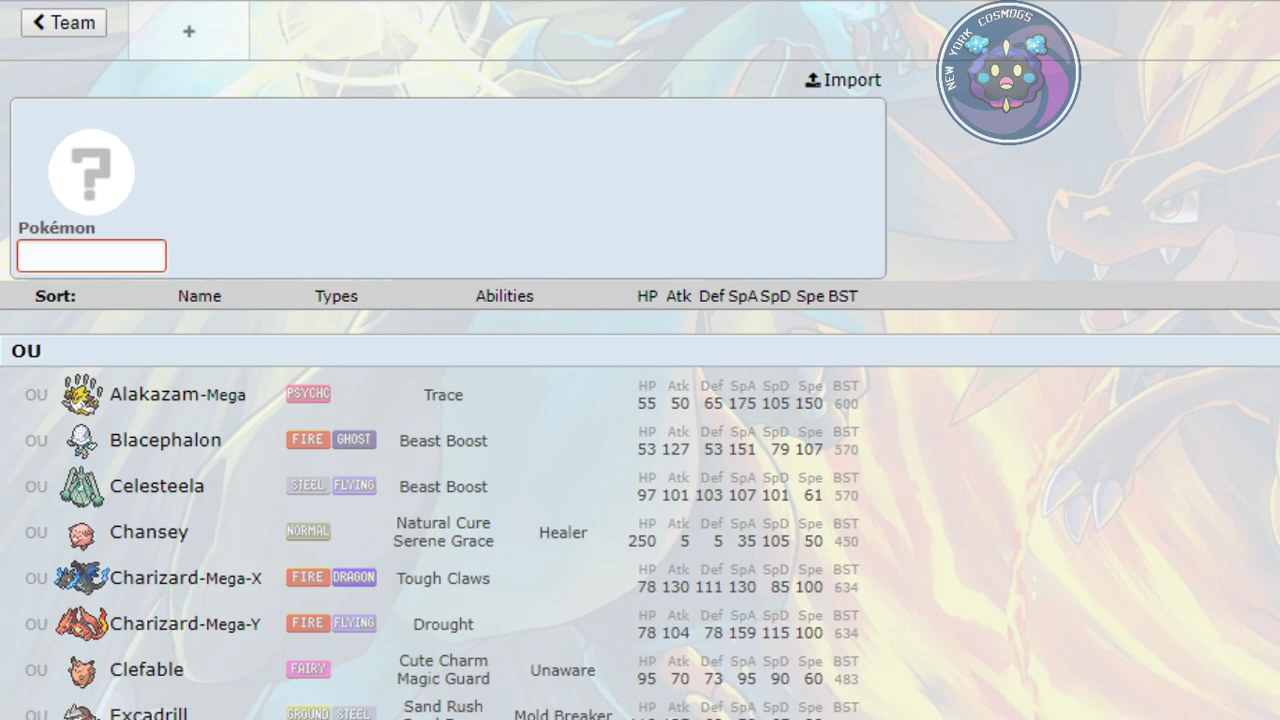 Team
+
NEW YORK COSMOGS
Import
?
Pokémon
Sort: Name Types Abilities HP Atk Def SpA SpD Spe BST
OU
OU Alakazam-Mega PSYCHC Trace HP 55 Atk 50 Def 65 SpA 175 SpD 105 Spe 150 BST 600
OU Blacephalon FIRE GHOST Beast Boost HP 53 Atk 127 Def 53 SpA 151 SpD 79 Spe 107 BST 570
OU Celesteela STEEL FLYING Beast Boost HP 97 Atk 101 Def 103 SpA 107 SpD 101 Spe 61 BST 570
OU Chansey NORMAL Natural Cure Serene Grace Healer HP 250 Atk 5 Def 5 SpA 35 SpD 105 Spe 50 BST 450
OU Charizard-Mega-X FIRE DRAGON Tough Claws HP 78 Atk 130 Def 111 SpA 130 SpD 85 Spe 100 BST 634
OU Charizard-Mega-Y FIRE FLYING Drought HP 78 Atk 104 Def 78 SpA 159 SpD 115 Spe 100 BST 634
OU Clefable FAIRY Cute Charm Magic Guard Unaware HP 95 Atk 70 Def 73 SpA 95 SpD 90 Spe 60 BST 483
OU Excadrill GROUND STEEL Sand Rush Mold Breaker HP Atk Def SpA SpD Spe BST